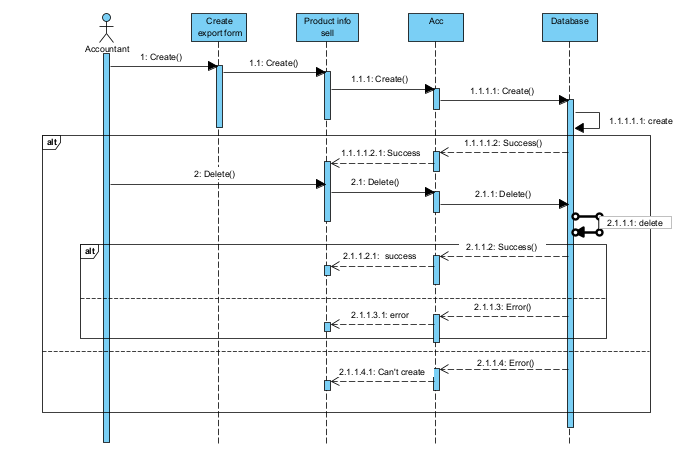 Create
export form
Product info
sell
Acc
Database
Accountant
1: Create()
1.1: Create()
1.1.1: Create()
1.1.1.1: Create()
1.1.1.1.1: create
alt
1.1.1.1.2: Success()
1.1.1.1.2.1: Success
2: Delete()
2.1: Delete()
2.1.1: Delete()
2.1.1.1: delete
alt
2.1.1.2: Success()
2.1.1.2.1: success
2.1.1.3: Error()
2.1.1.3.1: error
2.1.1.4: Error()
2.1.1.4.1: Can't create